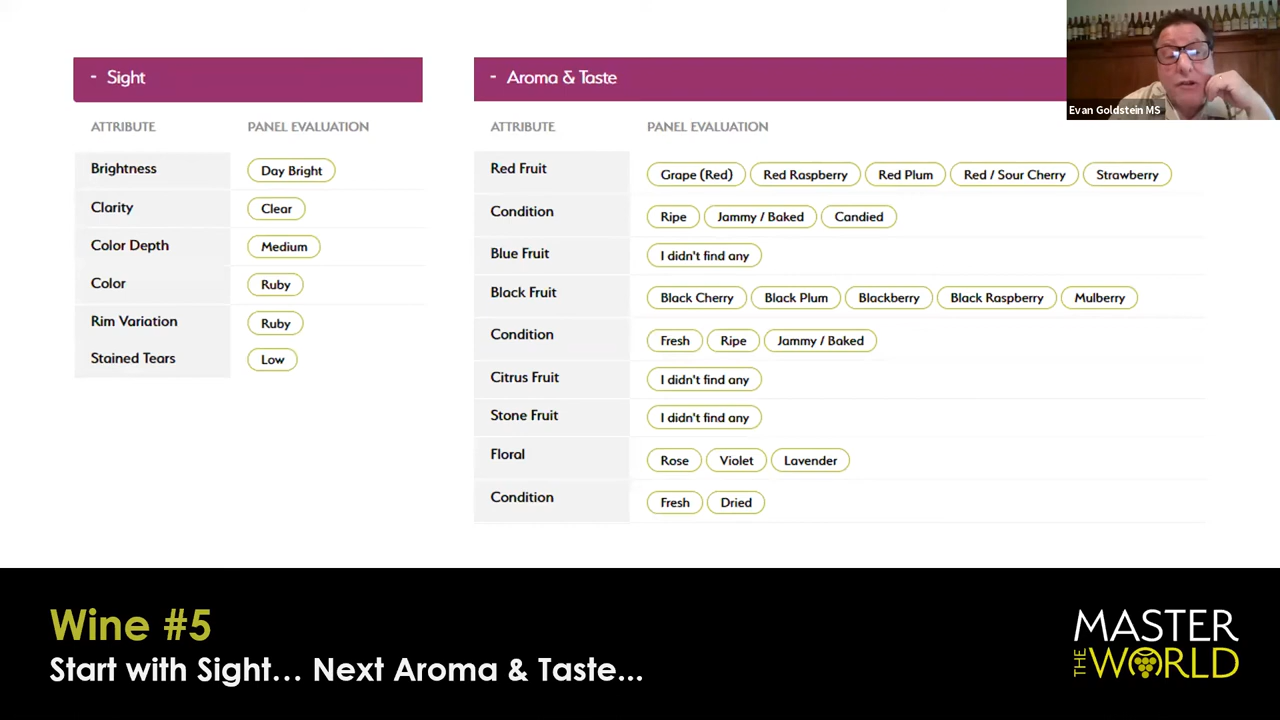 - Sight
ATTRIBUTE PANEL EVALUATION
Brightness Day Bright
Clarity Clear
Color Depth Medium
Color Ruby
Rim Variation Ruby
Stained Tears Low
- Aroma & Taste
ATTRIBUTE PANEL EVALUATION
Red Fruit Grape (Red) Red Raspberry Red Plum Red / Sour Cherry Strawberry
Condition Ripe Jammy / Baked Candied
Blue Fruit I didn't find any
Black Fruit Black Cherry Black Plum Blackberry Black Raspberry Mulberry
Condition Fresh Ripe Jammy / Baked
Citrus Fruit I didn't find any
Stone Fruit I didn't find any
Floral Rose Violet Lavender
Condition Fresh Dried
Evan Goldstein MS
Wine #5
Start with Sight... Next Aroma & Taste...
MASTER
THE WORLD